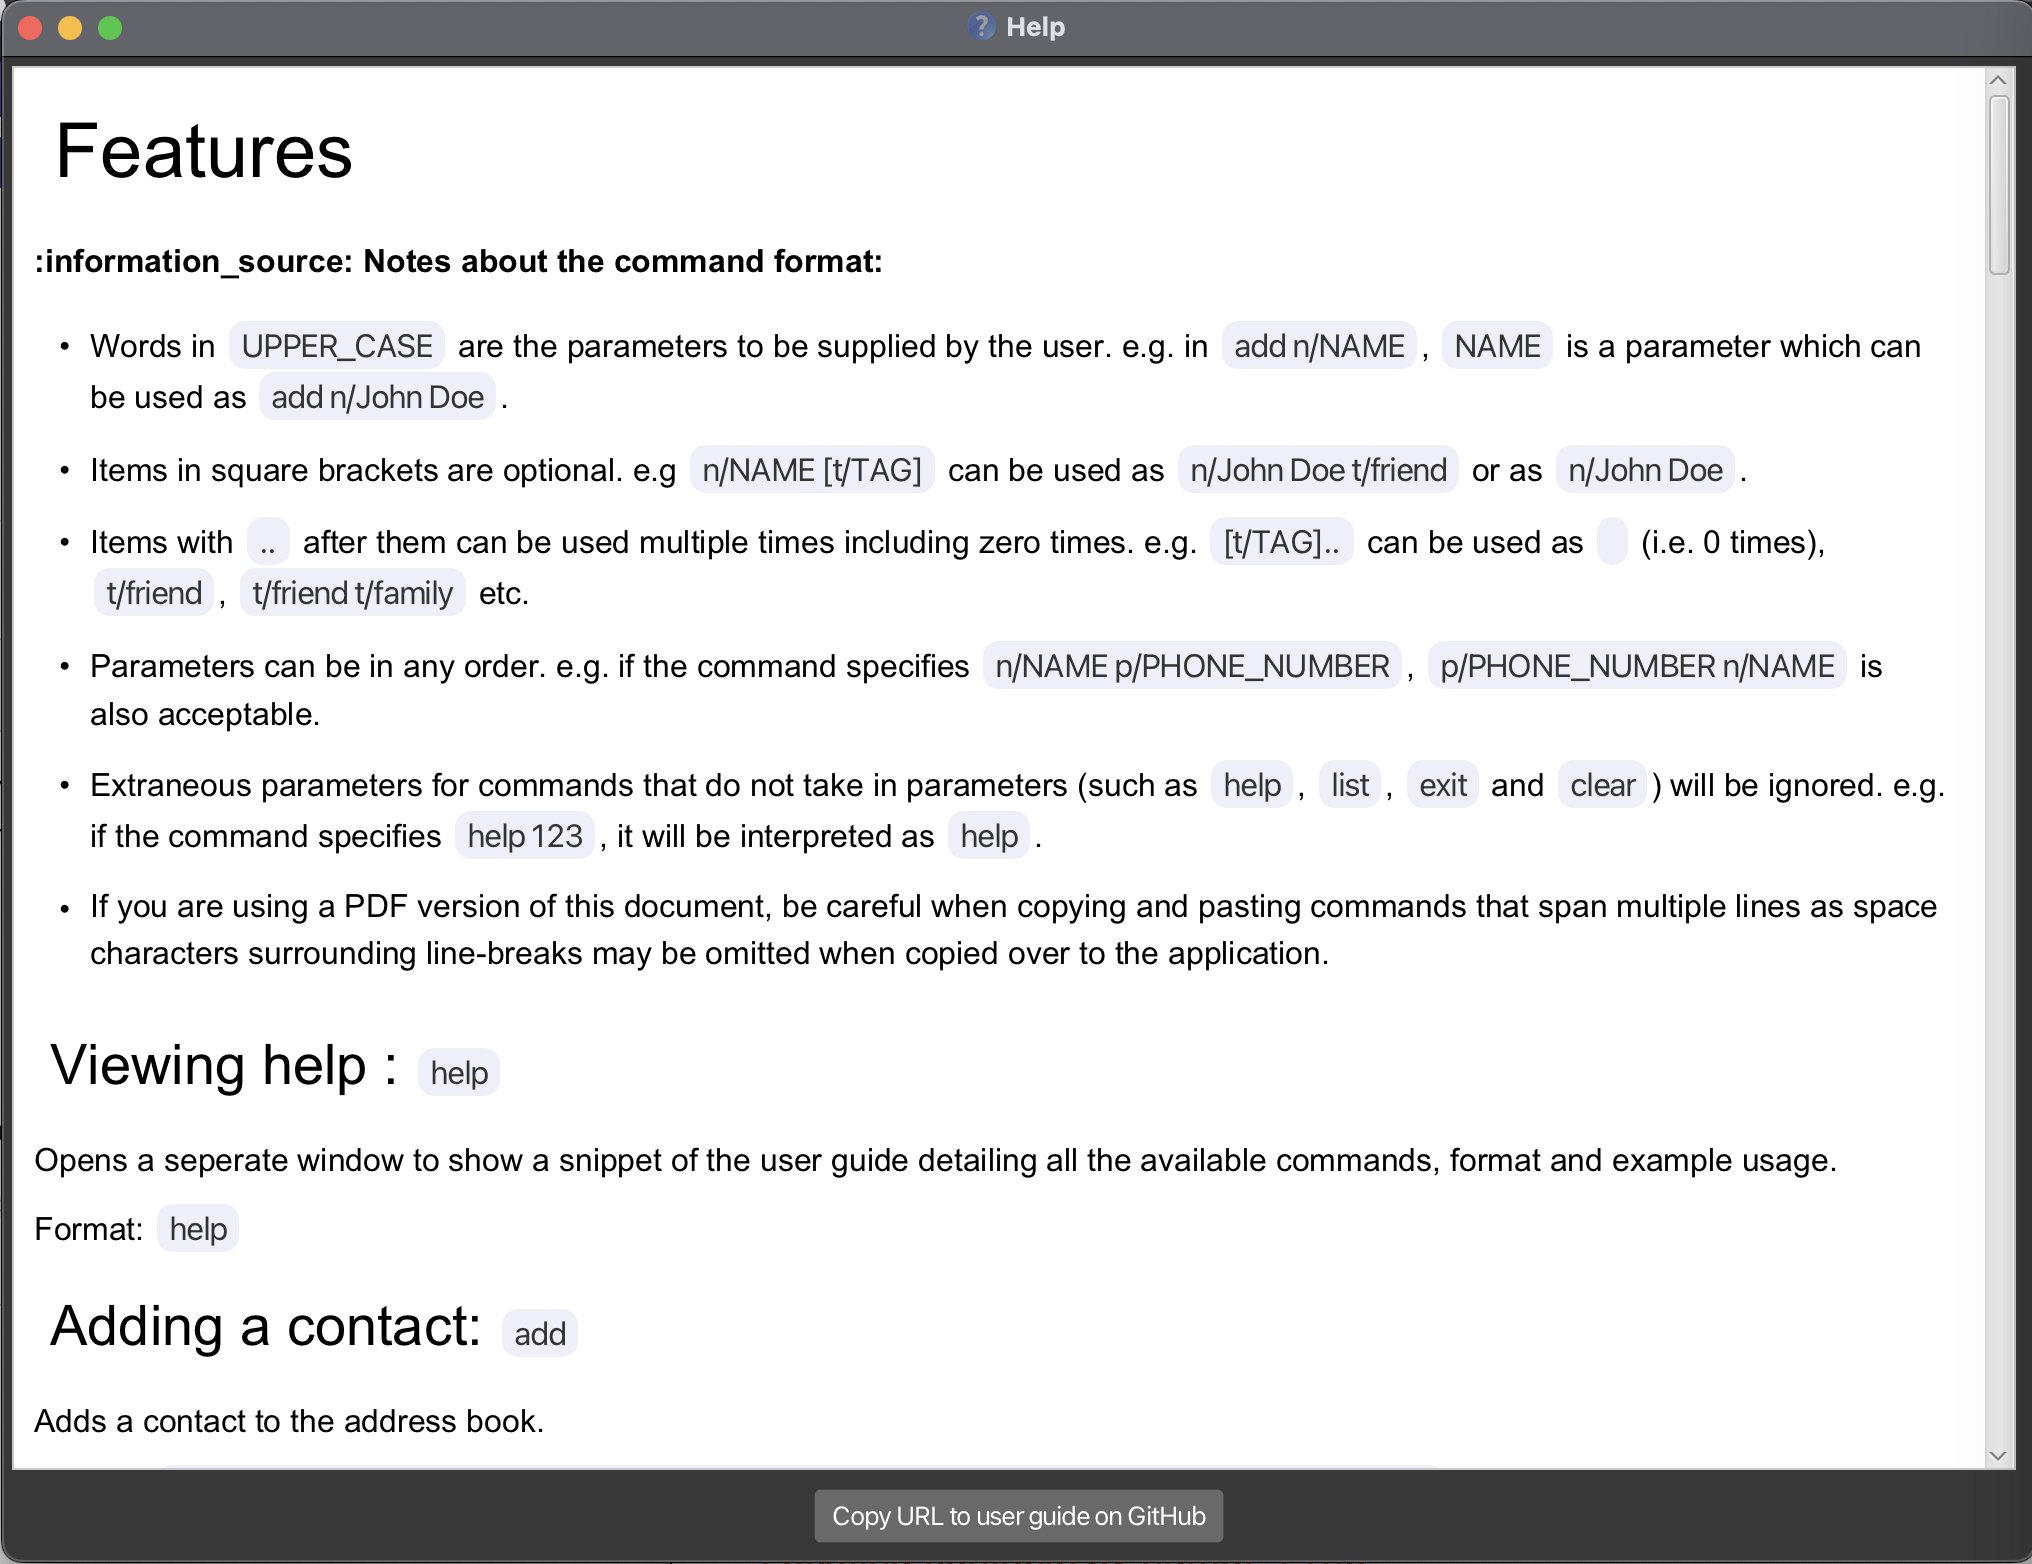 Help
Features
:information_source: Notes about the command format:
• Words in UPPER_CASE are the parameters to be supplied by the user. e.g. in add n/NAME , NAME is a parameter which can
be used as add n/John Doe .
• Items in square brackets are optional. e.g n/NAME [t/TAG] can be used as n/John Doe t/friend or as n/John Doe .
• Items with .. after them can be used multiple times including zero times. e.g. [t/TAG].. can be used as   (i.e. 0 times),
t/friend , t/friend t/family etc.
• Parameters can be in any order. e.g. if the command specifies n/NAME p/PHONE_NUMBER , p/PHONE_NUMBER n/NAME is
also acceptable.
• Extraneous parameters for commands that do not take in parameters (such as help , list , exit and clear ) will be ignored. e.g.
if the command specifies help 123 , it will be interpreted as help .
• If you are using a PDF version of this document, be careful when copying and pasting commands that span multiple lines as space
characters surrounding line-breaks may be omitted when copied over to the application.
Viewing help : help
Opens a seperate window to show a snippet of the user guide detailing all the available commands, format and example usage.
Format: help
Adding a contact: add
Adds a contact to the address book.
Copy URL to user guide on GitHub